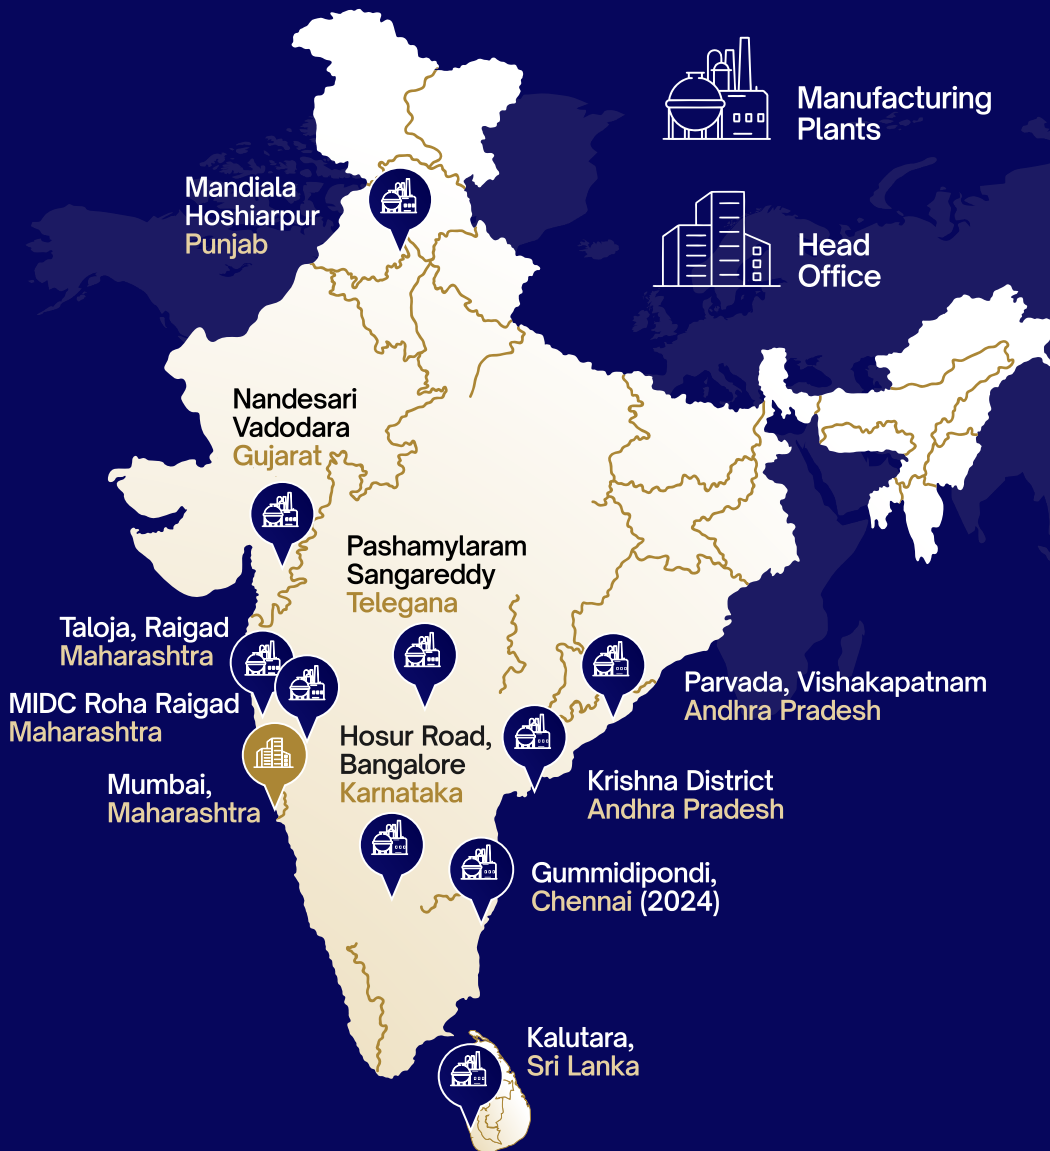 Manufacturing
Plants
Head
Office
Mandiala
Hoshiarpur
Punjab
Nandesari
Vadodara
Gujarat
Pashamylaram
Sangareddy
Telegana
Taloja, Raigad
Maharashtra
MIDC Roha Raigad
Maharashtra
Mumbai,
Maharashtra
Hosur Road,
Bangalore
Karnataka
Parvada, Vishakapatnam
Andhra Pradesh
Krishna District
Andhra Pradesh
Gummidipondi,
Chennai (2024)
Kalutara,
Sri Lanka